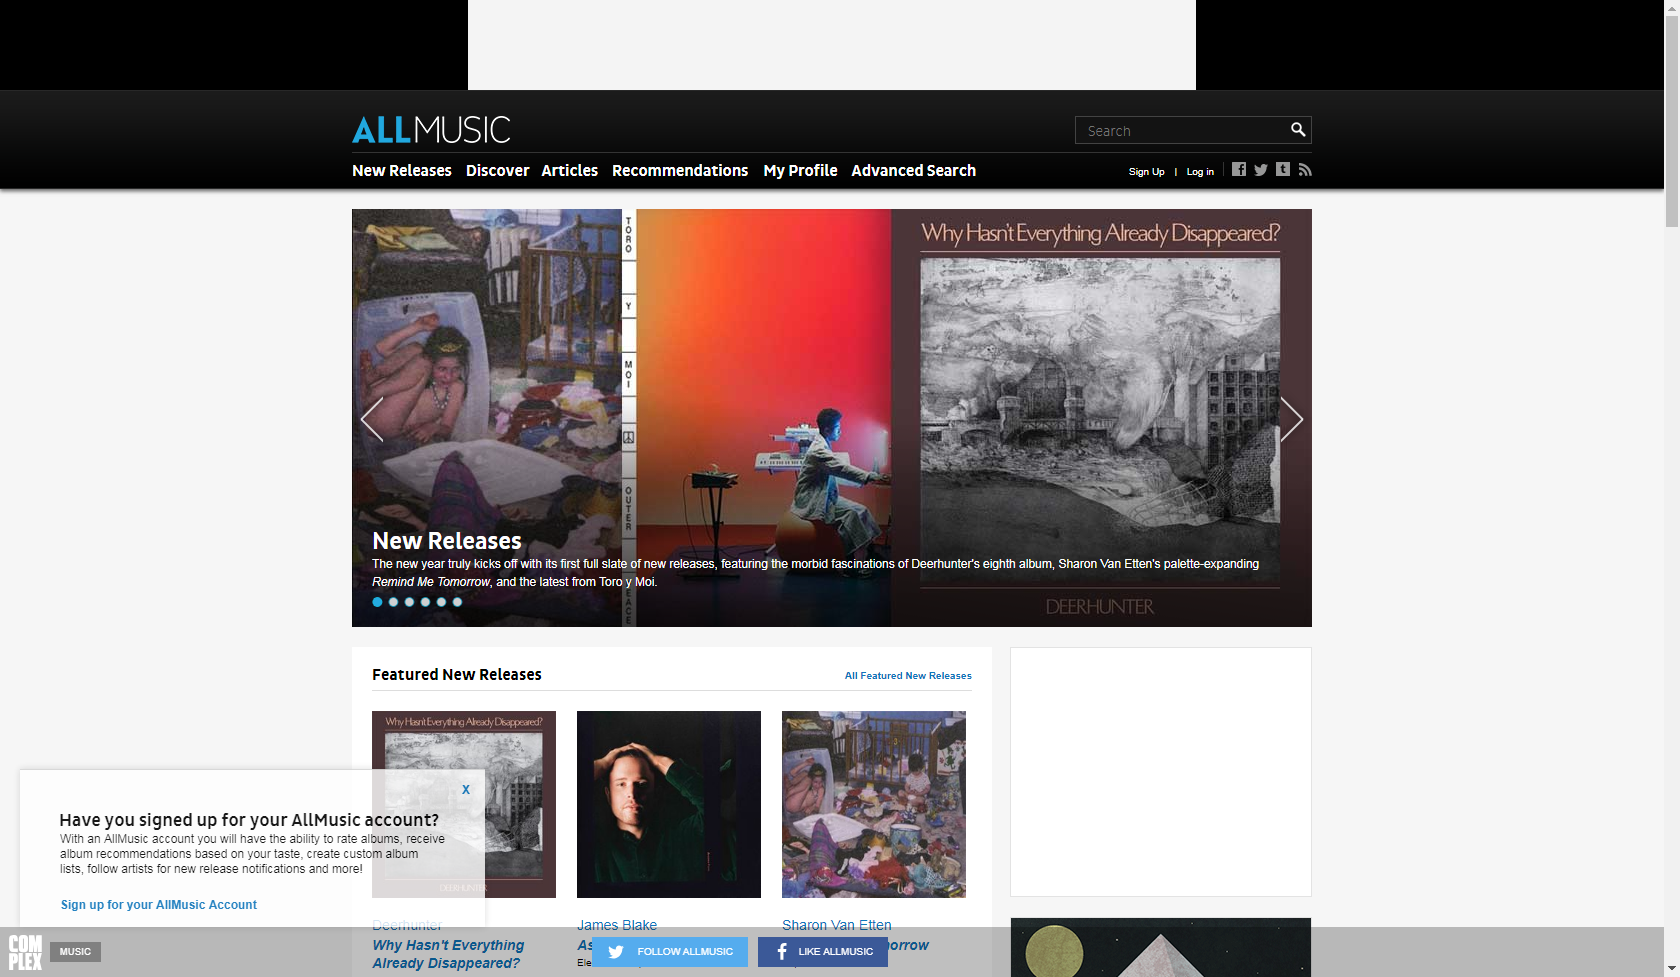 ALLMUSIC
Search
New Releases Discover Articles Recommendations My Profile Advanced Search
Sign Up | Log in
TORO Y MOI OUTER PEACE
Why Hasn't Everything Already Disappeared?
DEERHUNTER
New Releases
The new year truly kicks off with its first full slate of new releases, featuring the morbid fascinations of Deerhunter's eighth album, Sharon Van Etten's palette-expanding
Remind Me Tomorrow, and the latest from Toro y Moi.
Featured New Releases
All Featured New Releases
Why Hasn't Everything Already Disappeared?
DEERHUNTER
X
Have you signed up for your AllMusic account?
With an AllMusic account you will have the ability to rate albums, receive
album recommendations based on your taste, create custom album
lists, follow artists for new release notifications and more!
Sign up for your AllMusic Account
Deerhunter
Why Hasn't Everything
Already Disappeared?
James Blake
Sharon Van Etten
COMPLEX
MUSIC
FOLLOW ALLMUSIC
LIKE ALLMUSIC